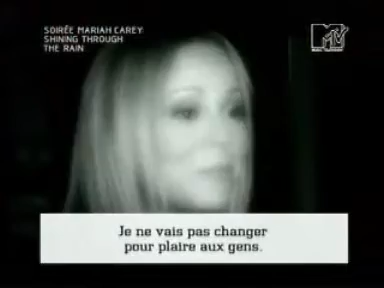 SOIRÉE MARIAH CAREY:
SHINING THROUGH
THE RAIN
MTV
Je ne vais pas changer
pour plaire aux gens.